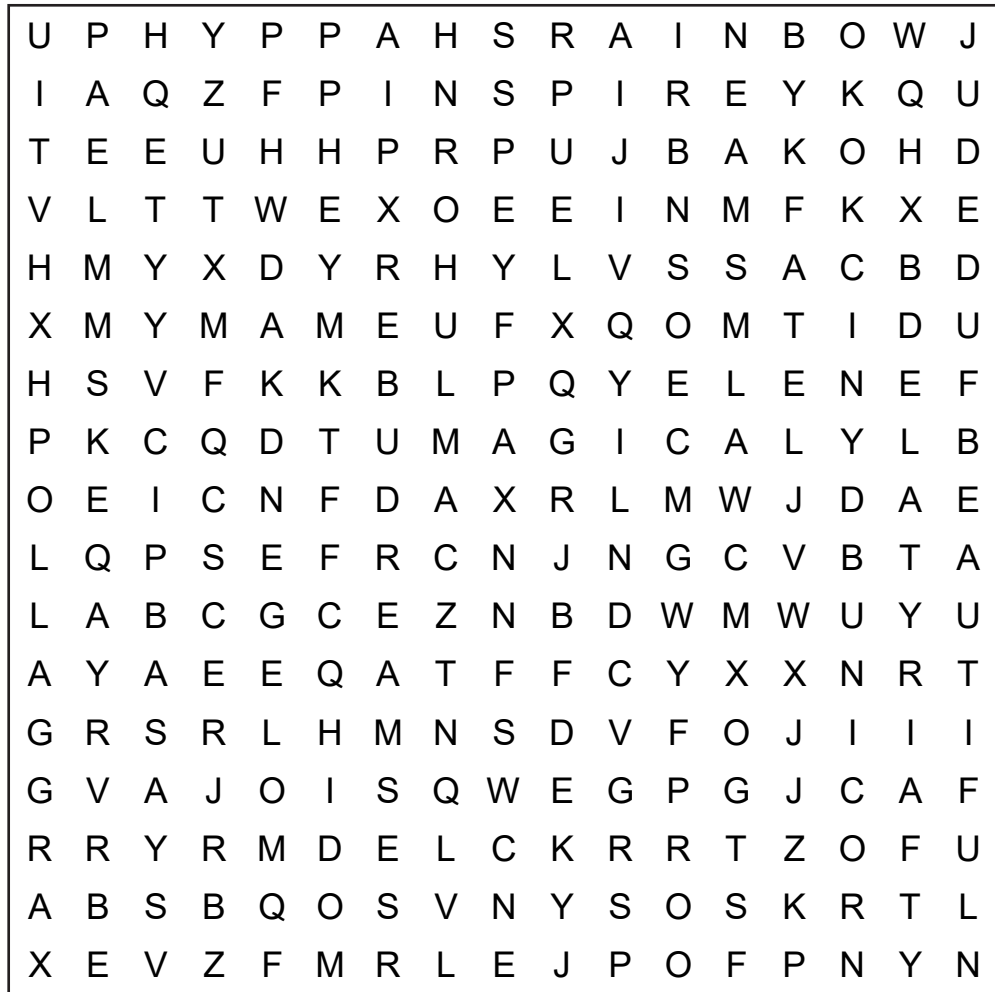 U P H Y P P A H S R A I N B O W J
I A Q Z F P I N S P I R E Y K Q U
T E E U H H P R P U J B A K O H D
V L T T W E X O E E I N M F K X E
H M Y X D Y R H Y L V S S A C B D
X M Y M A M E U F X Q O M T I D U
H S V F K K B L P Q Y E L E N E F
P K C Q D T U M A G I C A L Y L B
O E I C N F D A X R L M W J D A E
L Q P S E F R C N J N G C V B T A
L A B C G C E Z N B D W M W U Y U
A Y A E E Q A T F F C Y X X N R T
G R S R L H M N S D V F O J I I I
G V A J O I S Q W E G P G J C A F
R R Y R M D E L C K R R T Z O F U
A B S B Q O S V N Y S O S K R T L
X E V Z F M R L E J P O F P N Y N